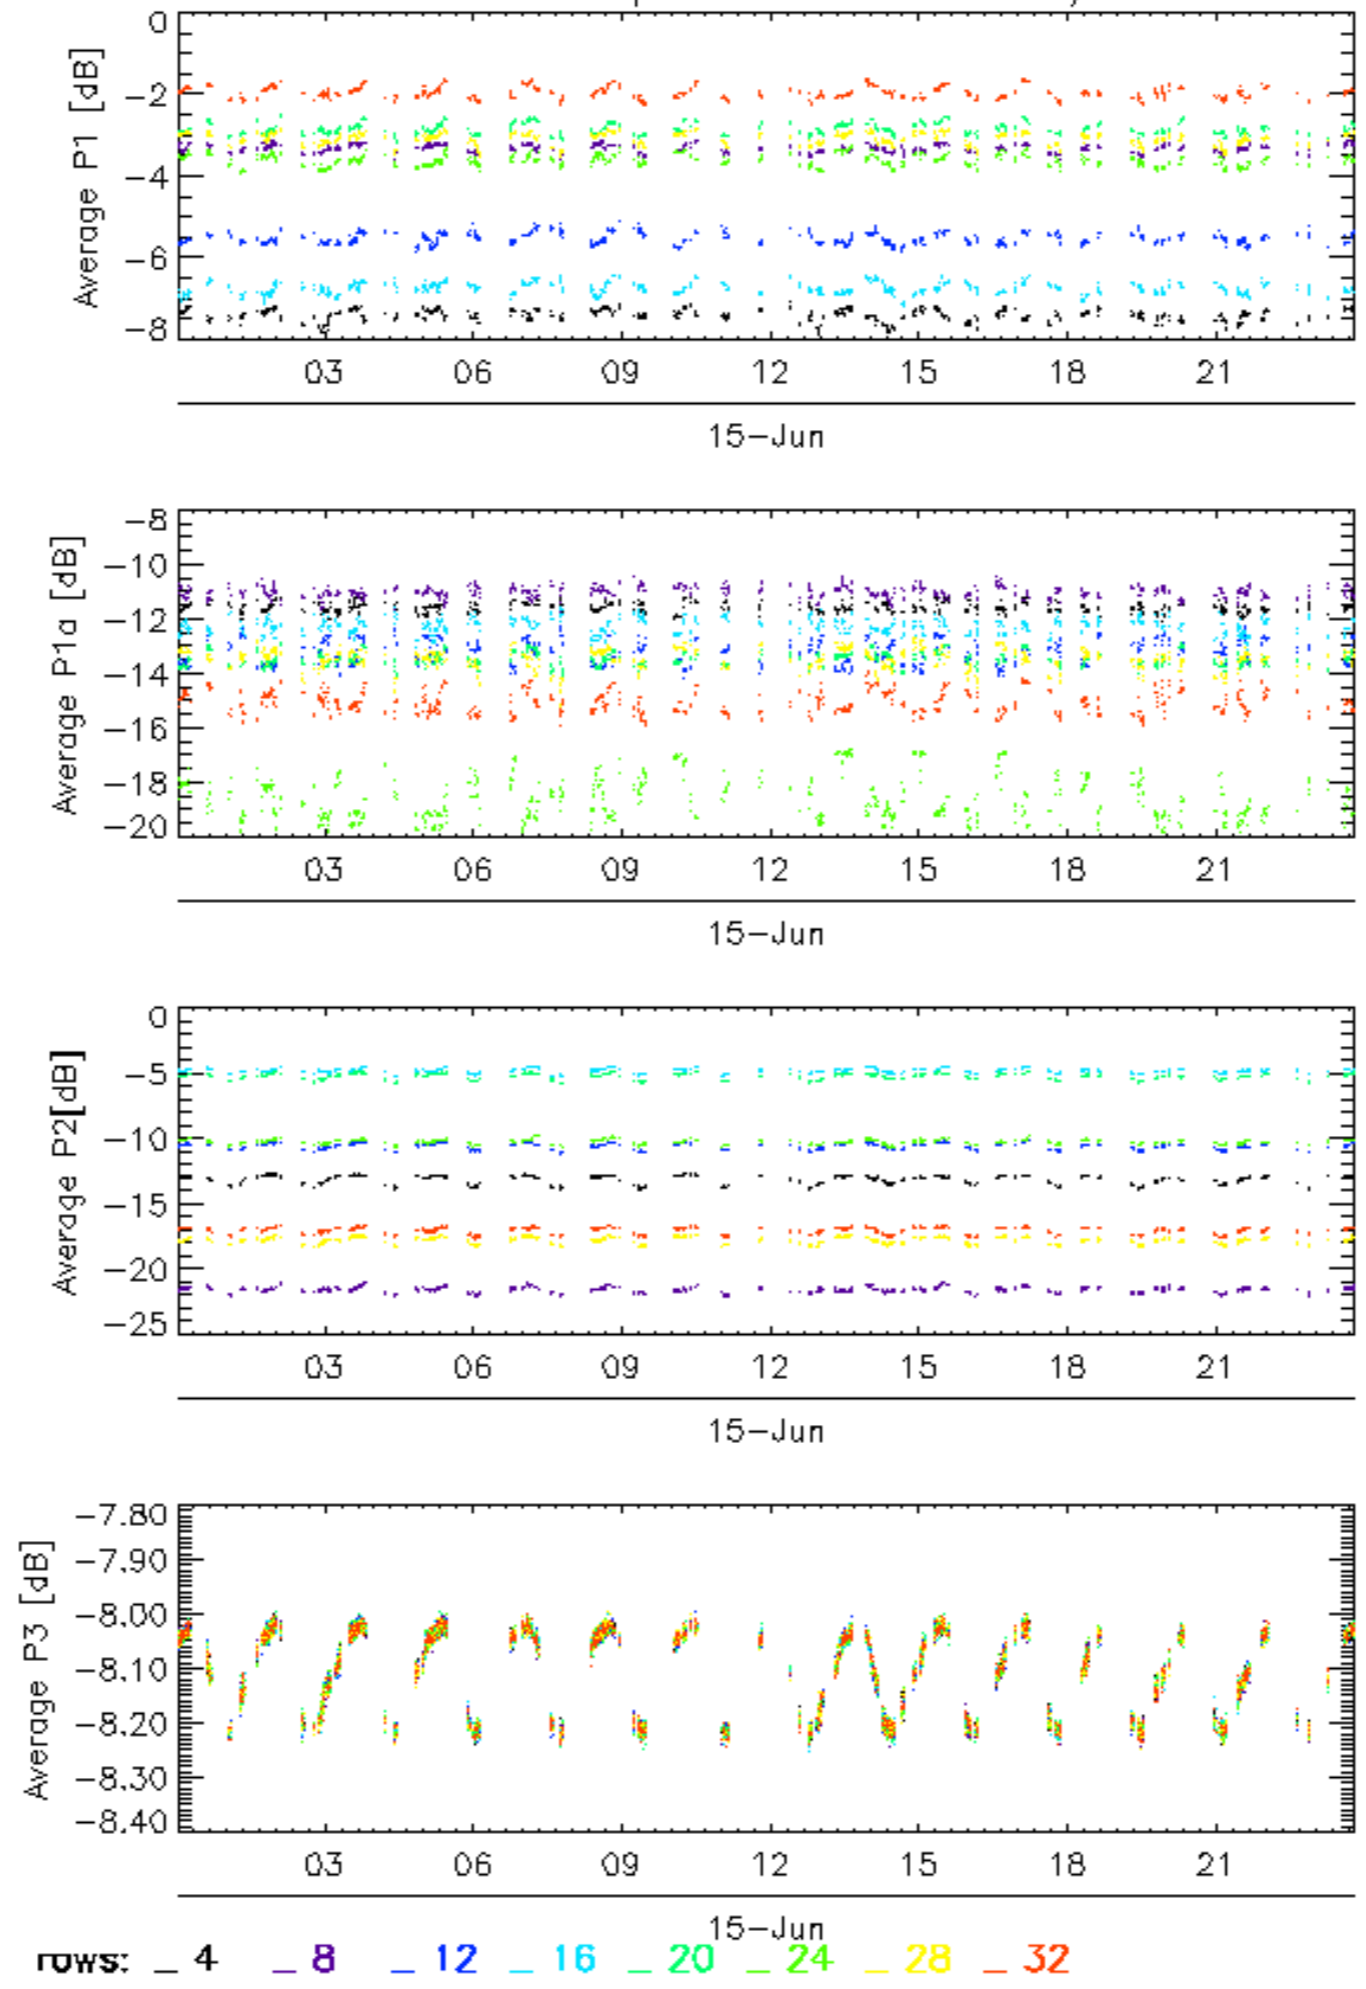 0
-2
-4
-6
-8
Average P1 [dB]
03 06 09 12 15 18 21
15-Jun
-8
-10
-12
-14
-16
-18
-20
Average P1a [dB]
03 06 09 12 15 18 21
15-Jun
0
-5
-10
-15
-20
-25
Average P2[dB]
03 06 09 12 15 18 21
15-Jun
-7.80
-7.90
-8.00
-8.10
-8.20
-8.30
-8.40
Average P3 [dB]
03 06 09 12 15 18 21
15-Jun
rows: _ 4 _ 8 _ 12 _ 16 _ 20 _ 24 _ 28 _ 32